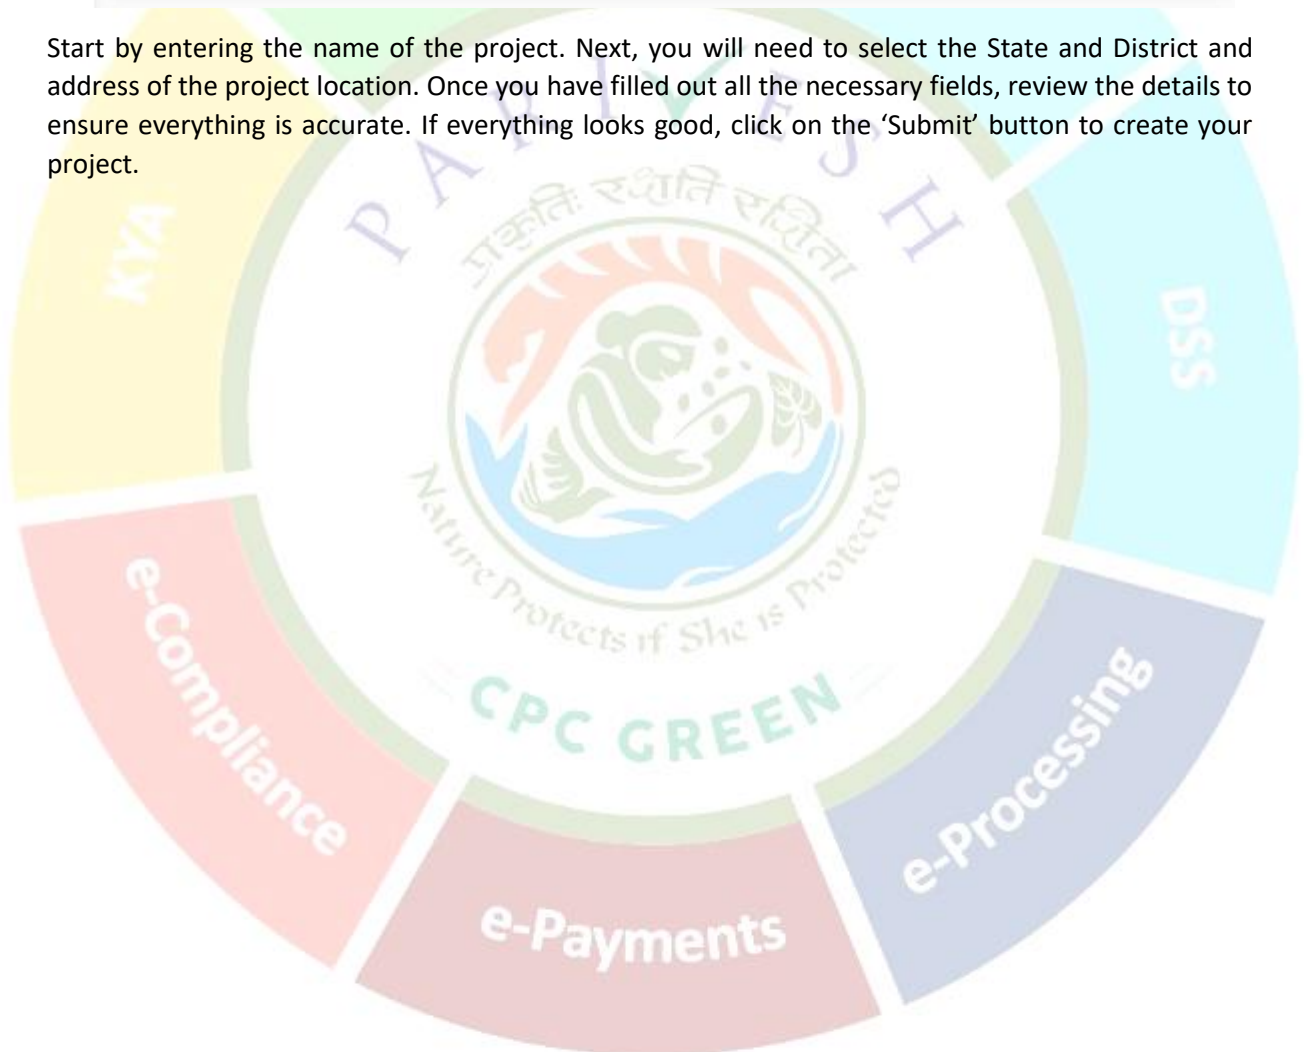 Start by entering the name of the project. Next, you will need to select the State and District and
address of the project location. Once you have filled out all the necessary fields, review the details to
ensure everything is accurate. If everything looks good, click on the ‘Submit’ button to create your
project.
PARIVESH
प्रकृतिः रक्षति रक्षिता
KYA
DSS
Nature Protects if She is Protected
CPC GREEN
e-Compliance
e-Processing
e-Payments